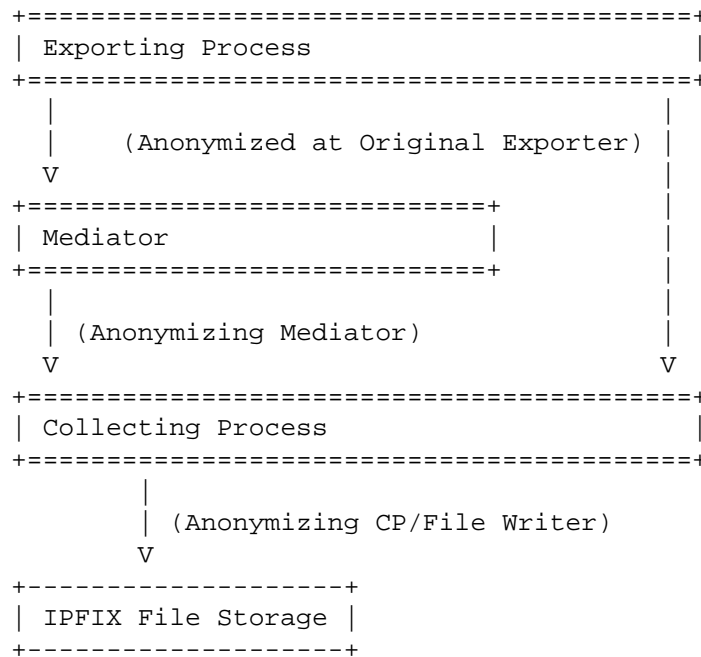 Exporting Process
(Anonymized at Original Exporter)
V
Mediator
(Anonymizing Mediator)
V V
Collecting Process
(Anonymizing CP/File Writer)
V
IPFIX File Storage